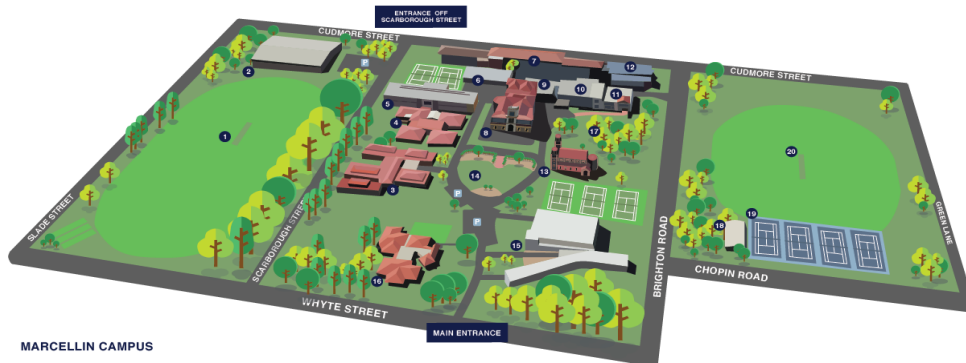 ENTRANCE OFF
SCARBOROUGH STREET
CUDMORE STREET
CUDMORE STREET
P
7
12
2
6
9
10
11
5
4
8
17
1
20
13
14
3
P
P
19
18
15
16
SLADE STREET
SCARBOROUGH STREET
BRIGHTON ROAD
GREEN LANE
CHOPIN ROAD
WHYTE STREET
MAIN ENTRANCE
MARCELLIN CAMPUS